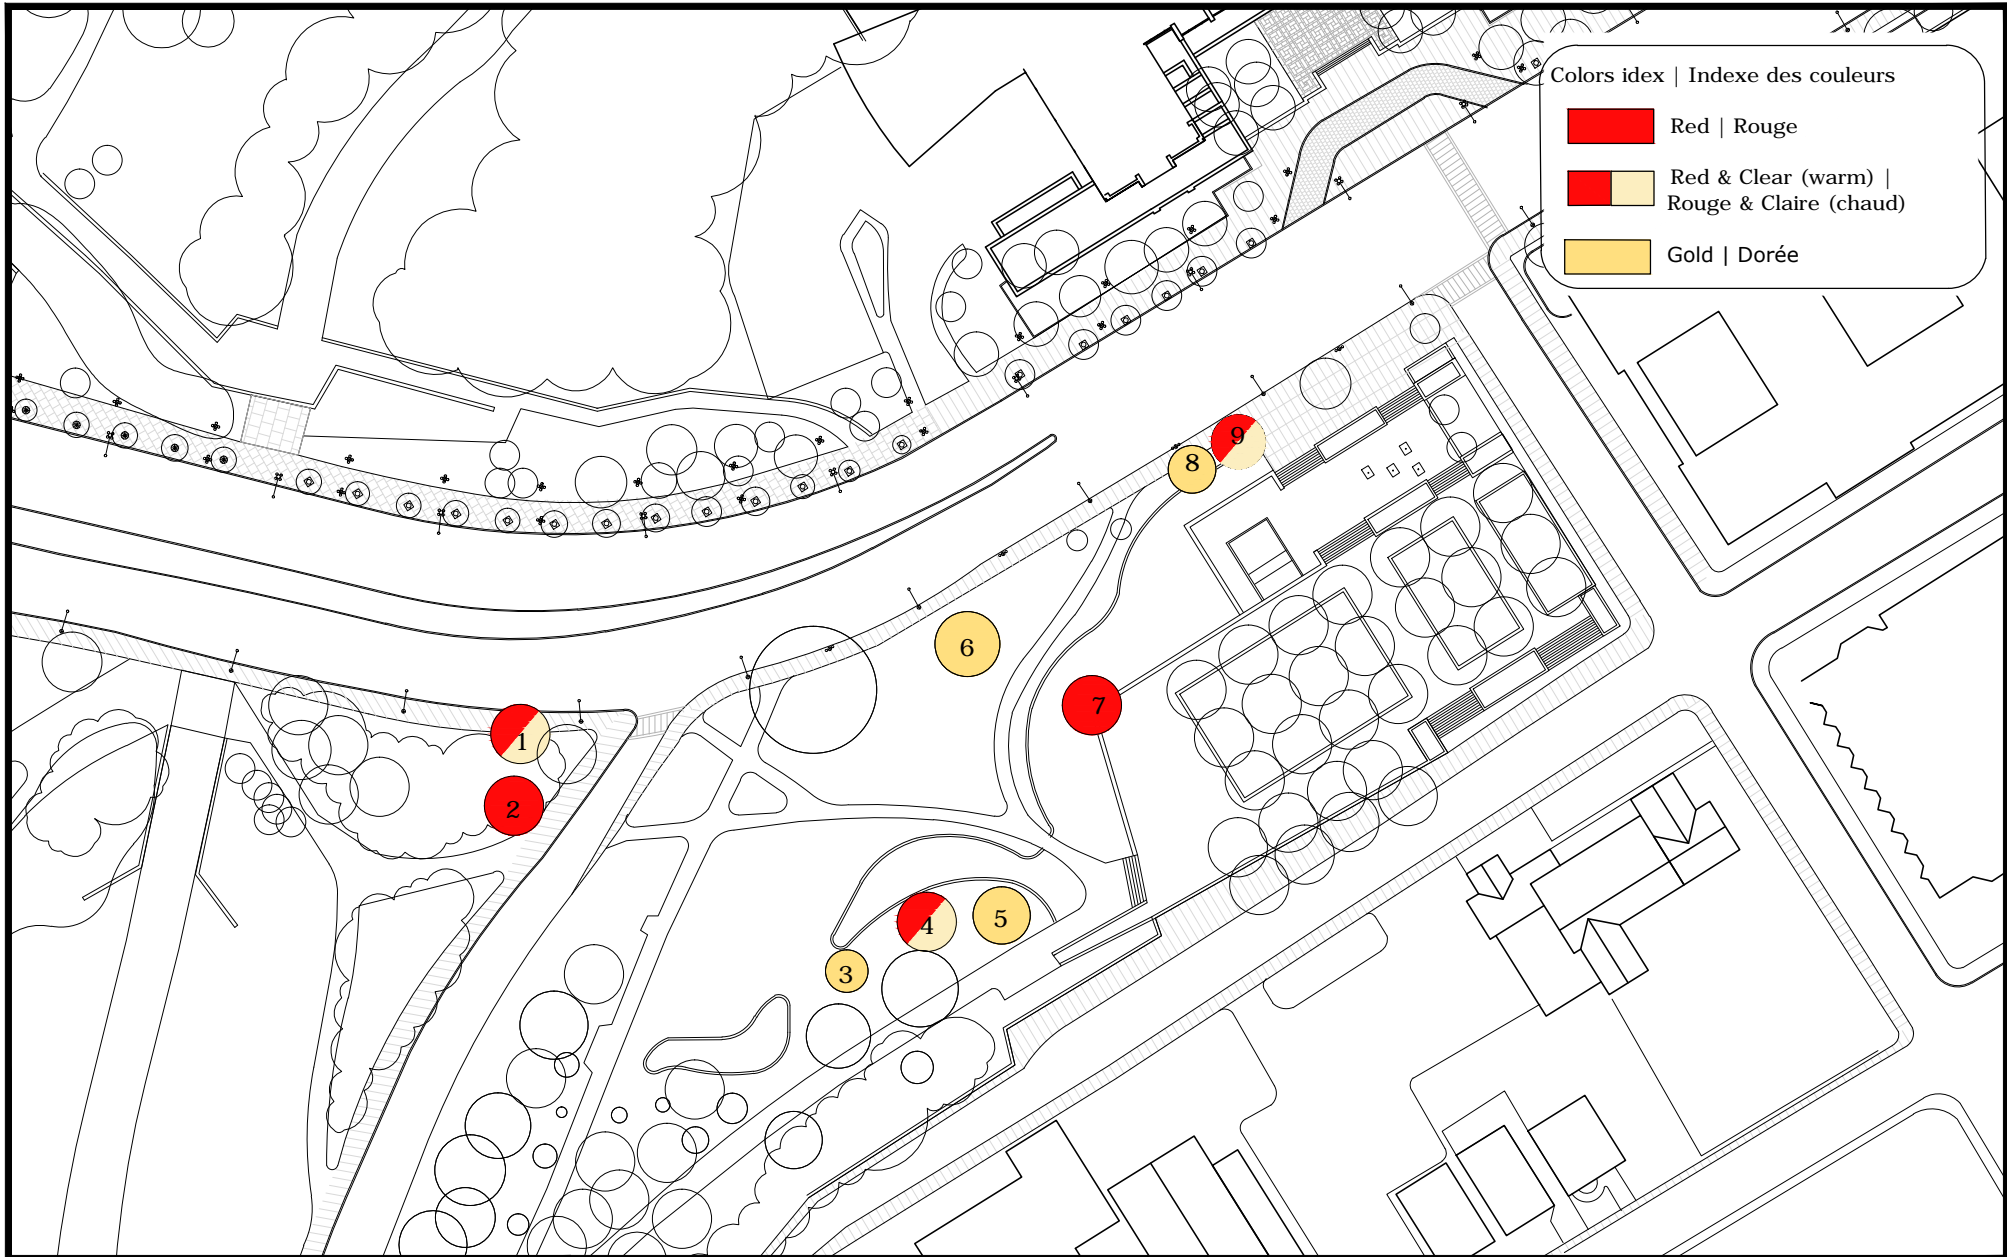 Colors idex | Indexe des couleurs
Red | Rouge
Red & Clear (warm) |
Rouge & Claire (chaud)
Gold | Dorée
9
8
6
7
1
2
4
5
3